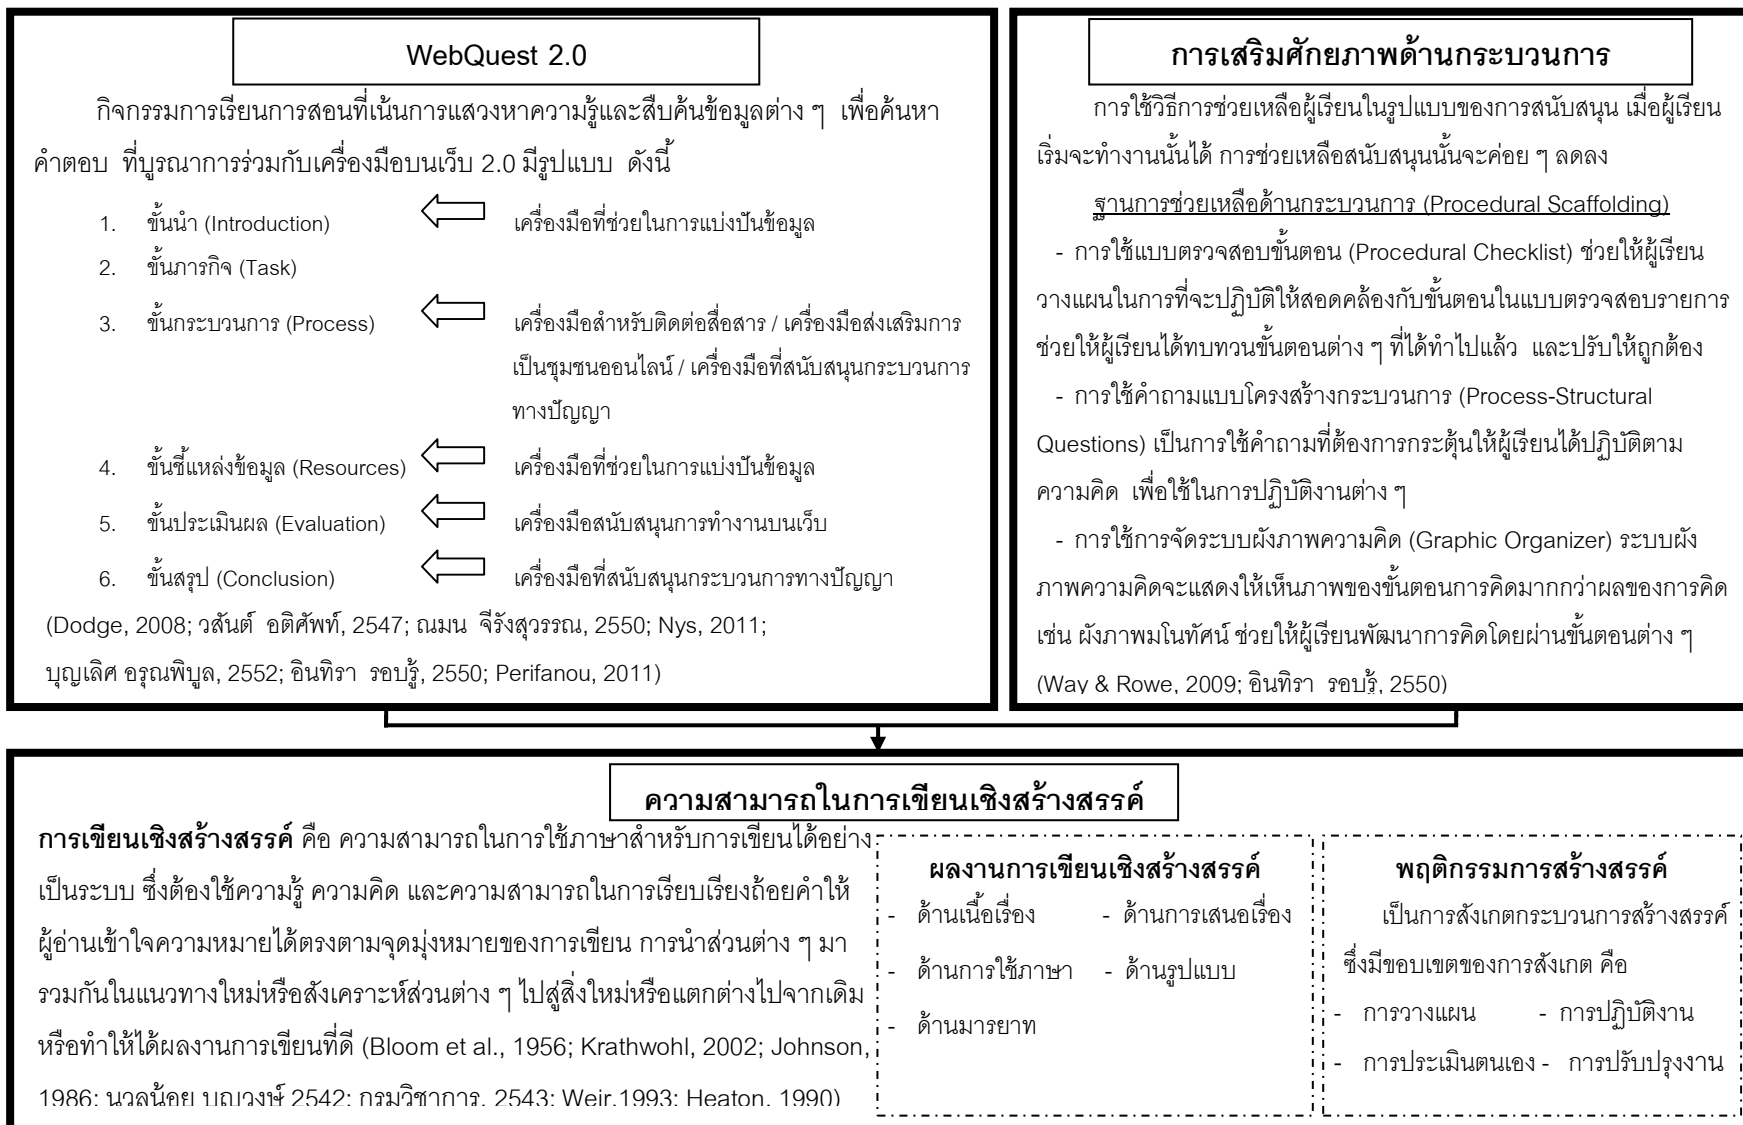 WebQuest 2.0
กิจกรรมการเรียนการสอนที่เน้นการแสวงหาความรู้และสืบค้นข้อมูลต่าง ๆ เพื่อค้นหา
คำตอบ ที่บูรณาการร่วมกับเครื่องมือบนเว็บ 2.0 มีรูปแบบ ดังนี้
1. ขั้นนำ (Introduction) เครื่องมือที่ช่วยในการแบ่งปันข้อมูล
2. ขั้นภารกิจ (Task)
3. ขั้นกระบวนการ (Process) เครื่องมือสำหรับติดต่อสื่อสาร / เครื่องมือส่งเสริมการ
เป็นชุมชนออนไลน์ / เครื่องมือที่สนับสนุนกระบวนการ
ทางปัญญา
4. ขั้นชี้แหล่งข้อมูล (Resources) เครื่องมือที่ช่วยในการแบ่งปันข้อมูล
5. ขั้นประเมินผล (Evaluation) เครื่องมือสนับสนุนการทำงานบนเว็บ
6. ขั้นสรุป (Conclusion) เครื่องมือที่สนับสนุนกระบวนการทางปัญญา
(Dodge, 2008; วสันต์ อติศัพท์, 2547; ณมน จีรังสุวรรณ, 2550; Nys, 2011;
บุญเลิศ อรุณพิบูล, 2552; อินทิรา รอบรู้, 2550; Perifanou, 2011)
การเสริมศักยภาพด้านกระบวนการ
การใช้วิธีการช่วยเหลือผู้เรียนในรูปแบบของการสนับสนุน เมื่อผู้เรียน
เริ่มจะทำงานนั้นได้ การช่วยเหลือสนับสนุนนั้นจะค่อย ๆ ลดลง
ฐานการช่วยเหลือด้านกระบวนการ (Procedural Scaffolding)
- การใช้แบบตรวจสอบขั้นตอน (Procedural Checklist) ช่วยให้ผู้เรียน
วางแผนในการที่จะปฏิบัติให้สอดคล้องกับขั้นตอนในแบบตรวจสอบรายการ
ช่วยให้ผู้เรียนได้ทบทวนขั้นตอนต่าง ๆ ที่ได้ทำไปแล้ว และปรับให้ถูกต้อง
- การใช้คำถามแบบโครงสร้างกระบวนการ (Process-Structural
Questions) เป็นการใช้คำถามที่ต้องการกระตุ้นให้ผู้เรียนได้ปฏิบัติตาม
ความคิด เพื่อใช้ในการปฏิบัติงานต่าง ๆ
- การใช้การจัดระบบผังภาพความคิด (Graphic Organizer) ระบบผัง
ภาพความคิดจะแสดงให้เห็นภาพของขั้นตอนการคิดมากกว่าผลของการคิด
เช่น ผังภาพมโนทัศน์ ช่วยให้ผู้เรียนพัฒนาการคิดโดยผ่านขั้นตอนต่าง ๆ
(Way & Rowe, 2009; อินทิรา รอบรู้, 2550)
ความสามารถในการเขียนเชิงสร้างสรรค์
การเขียนเชิงสร้างสรรค์ คือ ความสามารถในการใช้ภาษาสำหรับการเขียนได้อย่าง
เป็นระบบ ซึ่งต้องใช้ความรู้ ความคิด และความสามารถในการเรียบเรียงถ้อยคำให้
ผู้อ่านเข้าใจความหมายได้ตรงตามจุดมุ่งหมายของการเขียน การนำส่วนต่าง ๆ มา
รวมกันในแนวทางใหม่หรือสังเคราะห์ส่วนต่าง ๆ ไปสู่สิ่งใหม่หรือแตกต่างไปจากเดิม
หรือทำให้ได้ผลงานการเขียนที่ดี (Bloom et al., 1956; Krathwohl, 2002; Johnson,
1986; นวลน้อย บุญวงษ์ 2542; กรมวิชาการ, 2543; Weir,1993; Heaton, 1990)
ผลงานการเขียนเชิงสร้างสรรค์
- ด้านเนื้อเรื่อง - ด้านการเสนอเรื่อง
- ด้านการใช้ภาษา - ด้านรูปแบบ
- ด้านมารยาท
พฤติกรรมการสร้างสรรค์
เป็นการสังเกตกระบวนการสร้างสรรค์
ซึ่งมีขอบเขตของการสังเกต คือ
- การวางแผน - การปฏิบัติงาน
- การประเมินตนเอง - การปรับปรุงงาน